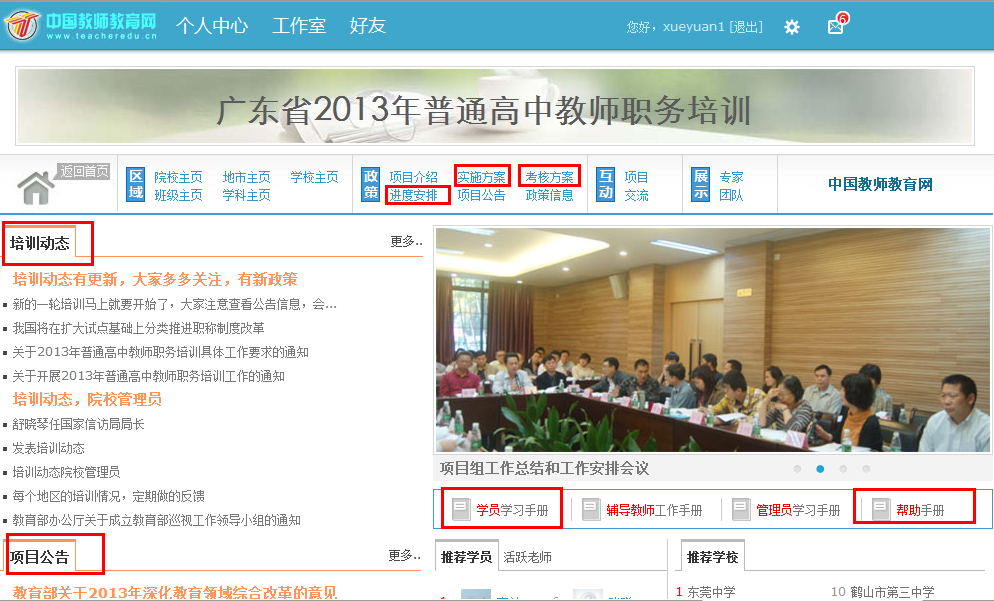 中国教师教育网
www.teacheredu.cn
个人中心 工作室 好友
您好，xueyuan1 [退出]
6
广东省2013年普通高中教师职务培训
返回首页
区域 院校主页 地市主页 学校主页
班级主页 学科主页
政策 项目介绍 实施方案 考核方案
进度安排 项目公告 政策信息
互动 项目
交流
展示 专家
团队
中国教师教育网
培训动态 更多..
培训动态有更新，大家多多关注，有新政策
新的一轮培训马上就要开始了，大家注意查看公告信息，会...
我国将在扩大试点基础上分类推进职称制度改革
关于2013年普通高中教师职务培训具体工作要求的通知
关于开展2013年普通高中教师职务培训工作的通知
培训动态，院校管理员
舒晓琴任国家信访局局长
发表培训动态
培训动态院校管理员
每个地区的培训情况，定期做的反馈
教育部办公厅关于成立教育部巡视工作领导小组的通知
项目公告 更多..
教育部关于2013年深化教育领域综合改革的意见
项目组工作总结和工作安排会议
学员学习手册 辅导教师工作手册 管理员学习手册 帮助手册
推荐学员 活跃老师
推荐学校
1 东莞中学 10 鹤山市第三中学